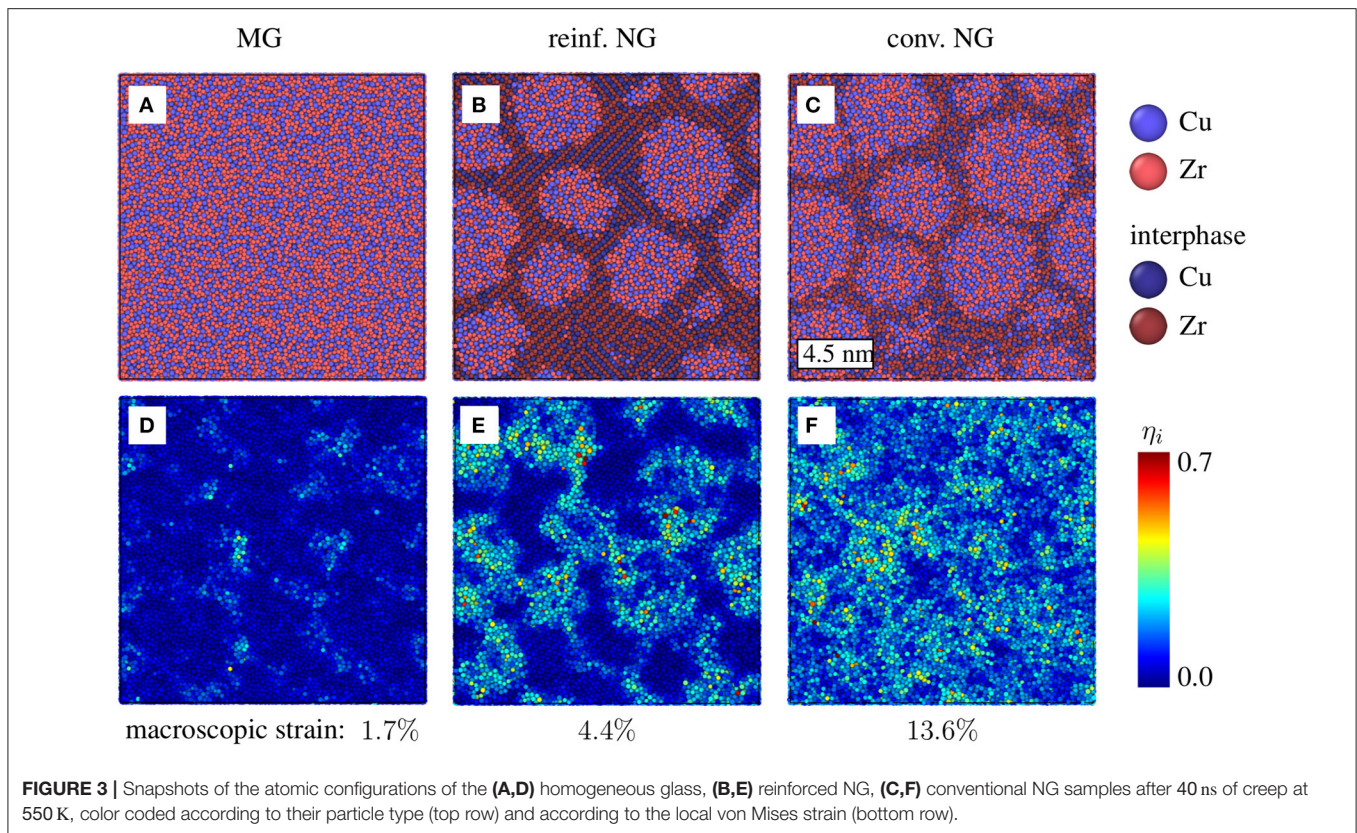 MG reinf. NG conv. NG
A B C
Cu
Zr
interphase
Cu
Zr
4.5 nm
D E F
η_i
0.7
0.0
macroscopic strain: 1.7% 4.4% 13.6%
FIGURE 3 | Snapshots of the atomic configurations of the (A,D) homogeneous glass, (B,E) reinforced NG, (C,F) conventional NG samples after 40 ns of creep at
550 K, color coded according to their particle type (top row) and according to the local von Mises strain (bottom row).